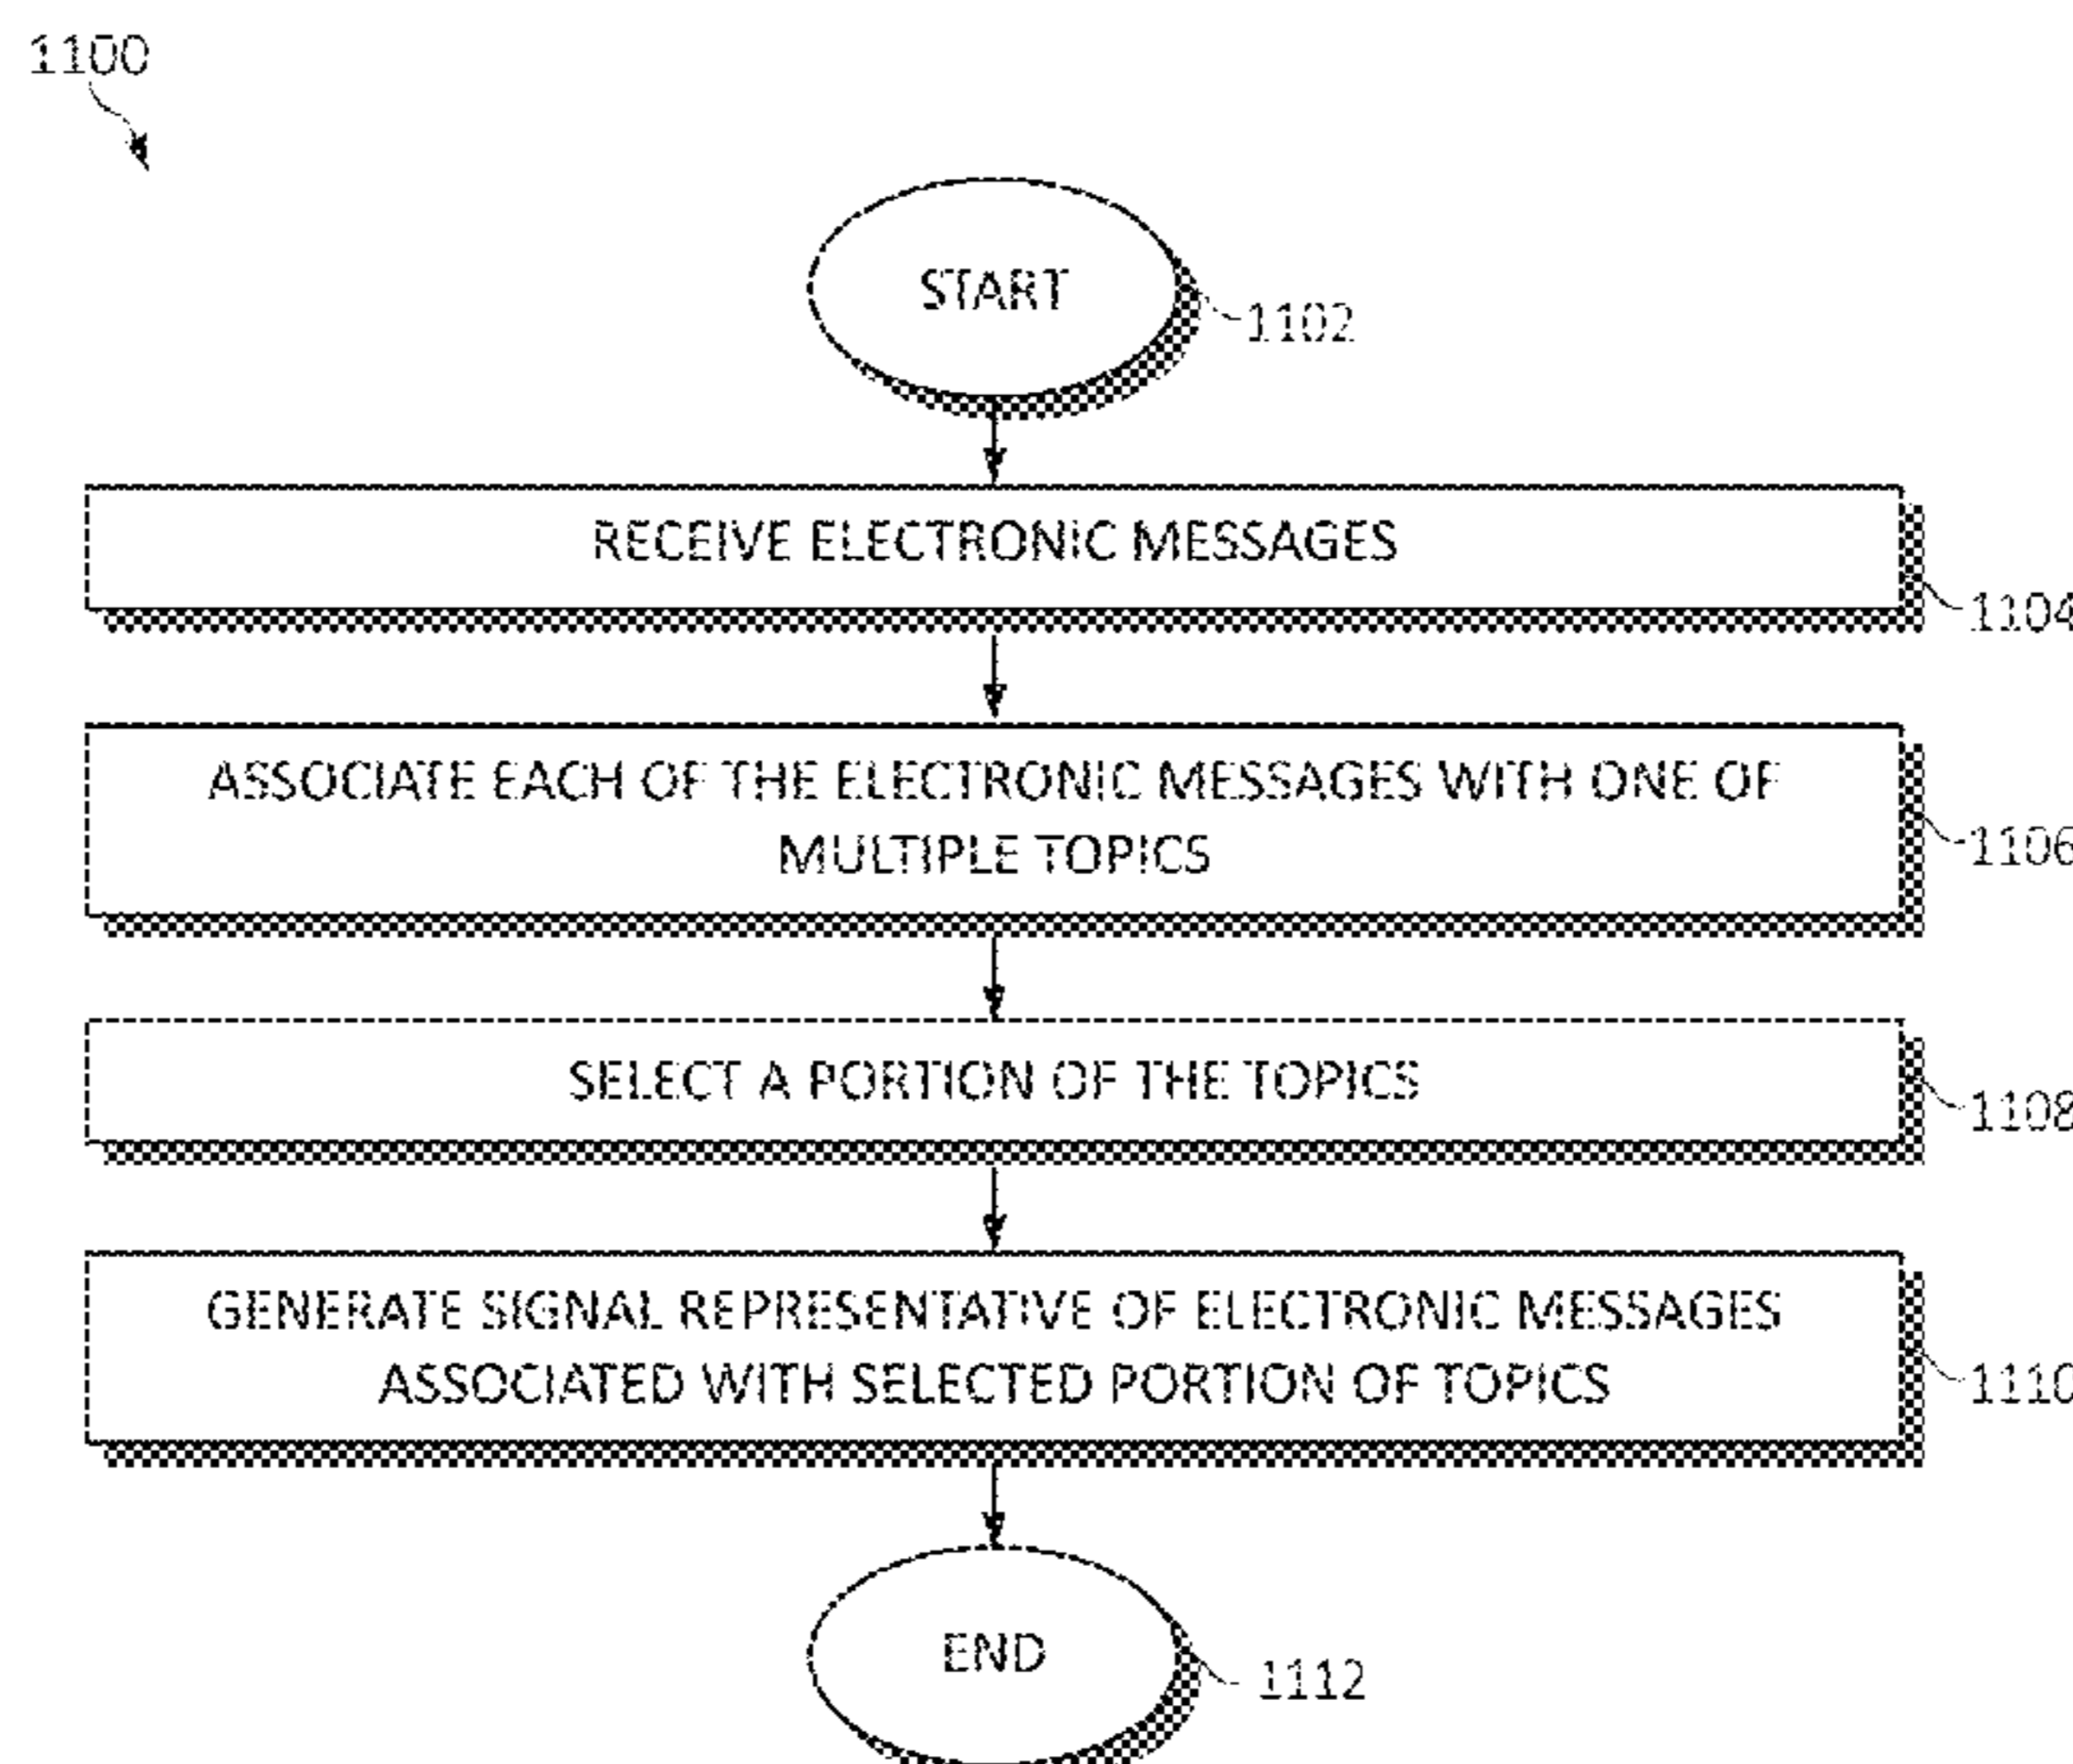 1100
START
1102
RECEIVE ELECTRONIC MESSAGES
1104
ASSOCIATE EACH OF THE ELECTRONIC MESSAGES WITH ONE OF
MULTIPLE TOPICS
1106
SELECT A PORTION OF THE TOPICS
1108
GENERATE SIGNAL REPRESENTATIVE OF ELECTRONIC MESSAGES
ASSOCIATED WITH SELECTED PORTION OF TOPICS
1110
END
1112